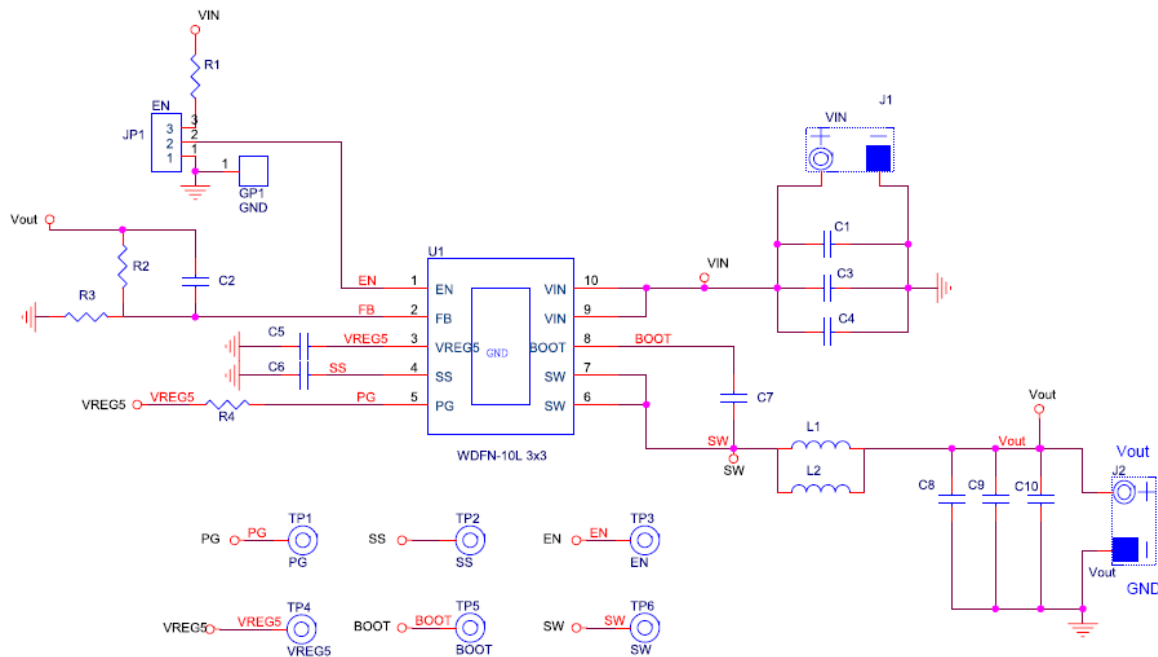 VIN
R1
EN
JP1
3
2
1
3
2
1
1
GP1
GND
J1
VIN
C1
C3
C4
VIN
Vout
R2
C2
R3
U1
EN 1 EN
FB 2 FB
C5 VREG5 3 VREG5
C6 SS 4 SS
VREG5 VREG5 R4 PG 5 PG
GND
VIN 10
VIN 9
BOOT 8 BOOT
SW 7
SW 6
WDFN-10L 3x3
C7
SW
SW
L1
L2
Vout
Vout
C8
C9
C10
Vout
J2
Vout
GND
PG PG TP1
PG
SS TP2
SS
EN EN TP3
EN
VREG5 VREG5 TP4
VREG5
BOOT BOOT TP5
BOOT
SW SW TP6
SW